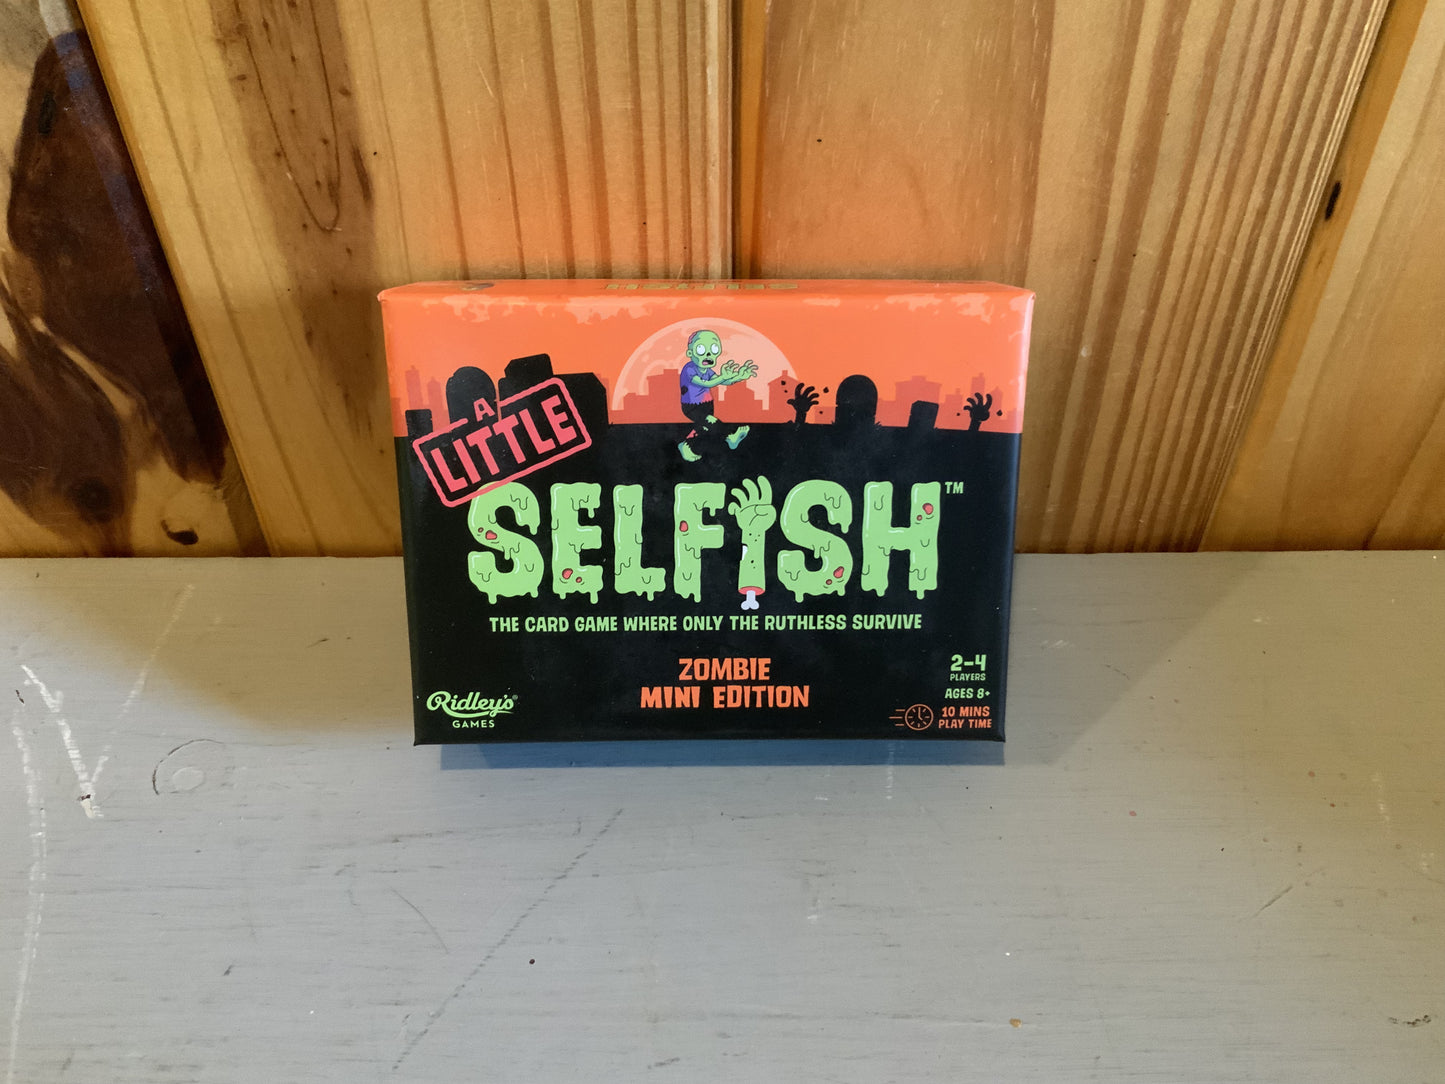 A
LITTLE
SELFISH™
THE CARD GAME WHERE ONLY THE RUTHLESS SURVIVE
ZOMBIE
MINI EDITION
Ridley's®
GAMES
2-4
PLAYERS
AGES 8+
10 MINS
PLAY TIME